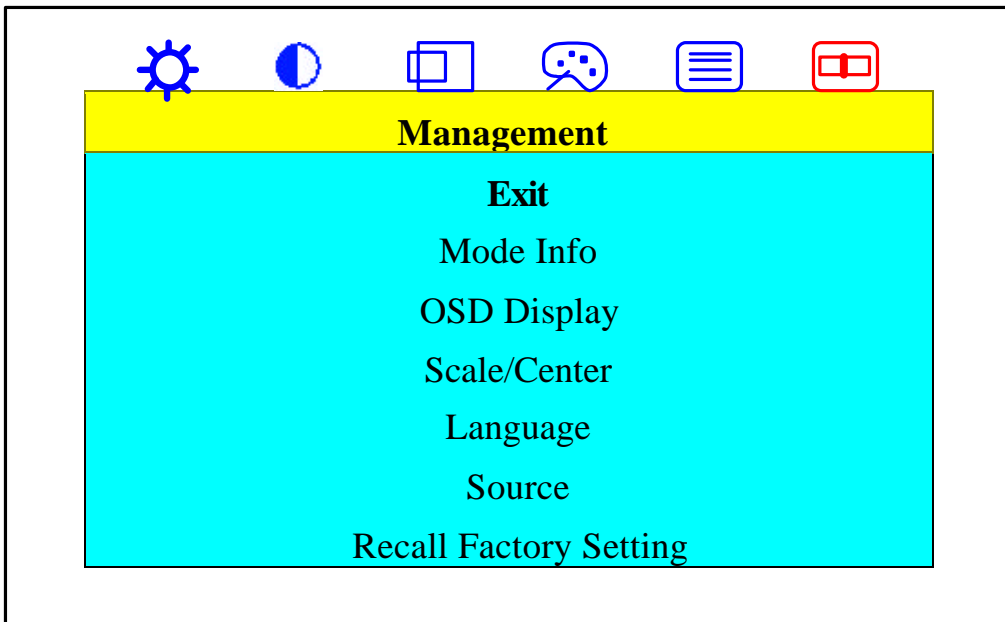 Management
Exit
Mode Info
OSD Display
Scale/Center
Language
Source
Recall Factory Setting